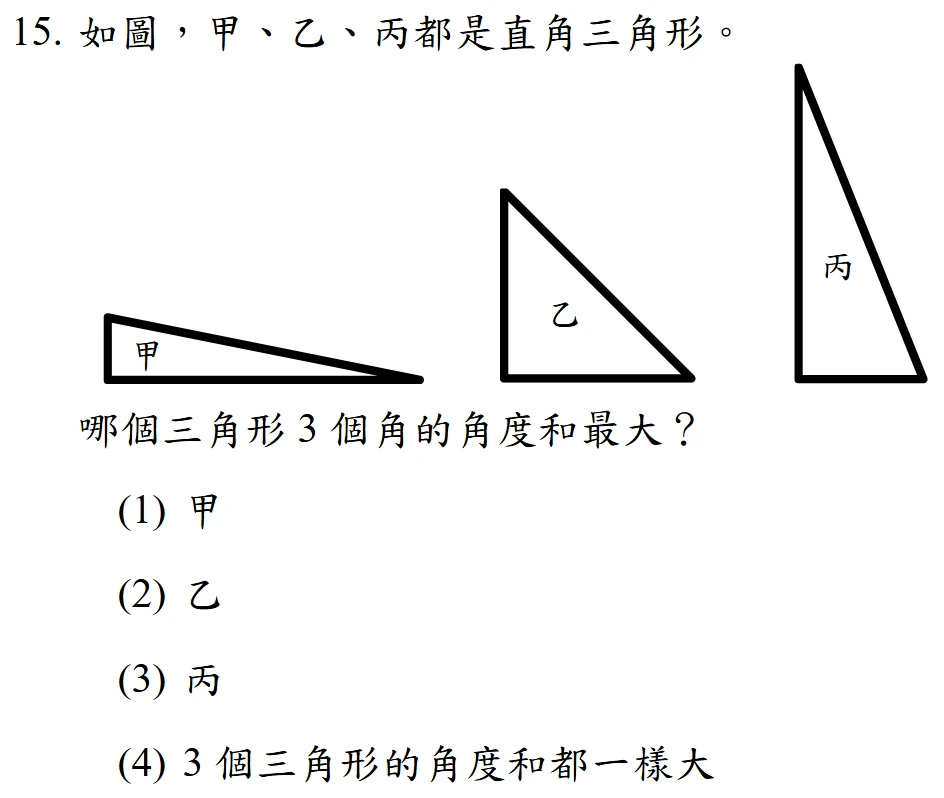 15. 如圖，甲、乙、丙都是直角三角形。
甲
乙
丙
哪個三角形 3 個角的角度和最大？
(1) 甲
(2) 乙
(3) 丙
(4) 3 個三角形的角度和都一樣大